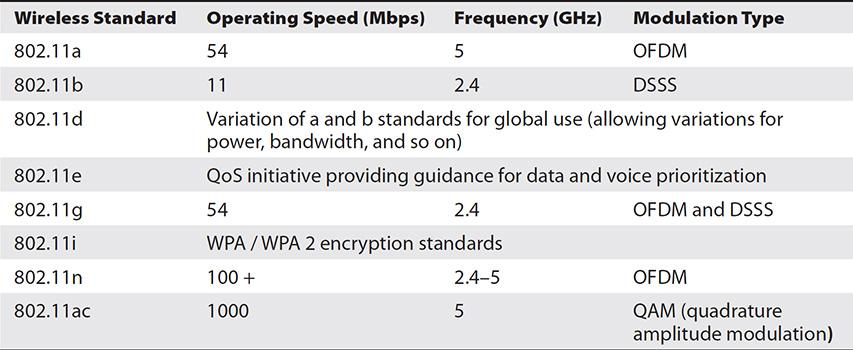 Wireless Standard Operating Speed (Mbps) Frequency (GHz) Modulation Type
802.11a 54 5 OFDM
802.11b 11 2.4 DSSS
802.11d Variation of a and b standards for global use (allowing variations for
power, bandwidth, and so on)
802.11e QoS initiative providing guidance for data and voice prioritization
802.11g 54 2.4 OFDM and DSSS
802.11i WPA / WPA 2 encryption standards
802.11n 100 + 2.4–5 OFDM
802.11ac 1000 5 QAM (quadrature
amplitude modulation)